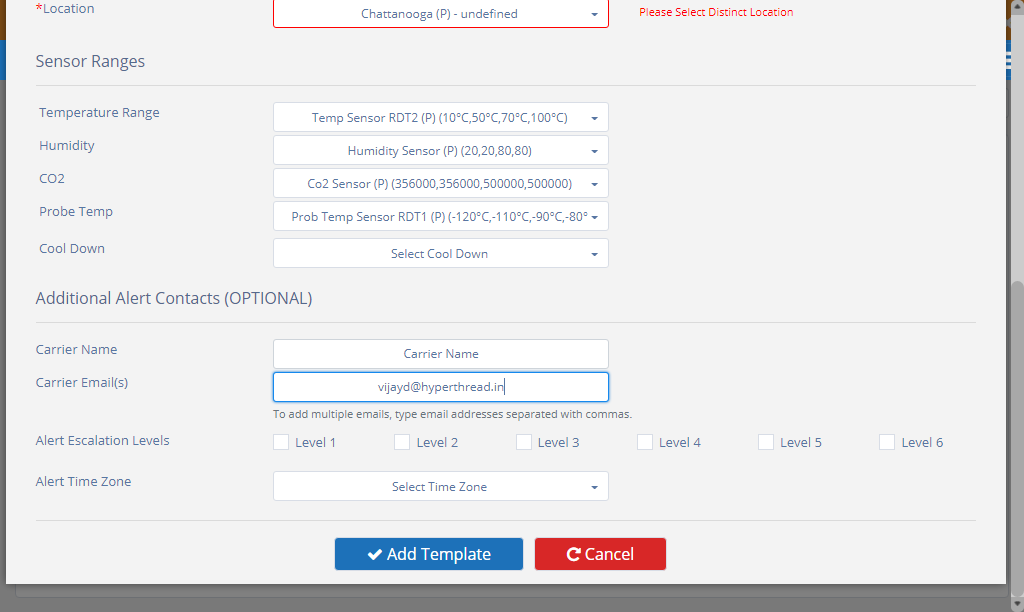 *Location
Chattanooga (P) - undefined
Please Select Distinct Location
Sensor Ranges
Temperature Range
Temp Sensor RDT2 (P) (10°C,50°C,70°C,100°C)
Humidity
Humidity Sensor (P) (20,20,80,80)
CO2
Co2 Sensor (P) (356000,356000,500000,500000)
Probe Temp
Prob Temp Sensor RDT1 (P) (-120°C,-110°C,-90°C,-80°
Cool Down
Select Cool Down
Additional Alert Contacts (OPTIONAL)
Carrier Name
Carrier Name
Carrier Email(s)
vijayd@hyperthread.in
To add multiple emails, type email addresses separated with commas.
Alert Escalation Levels
Level 1 Level 2 Level 3 Level 4 Level 5 Level 6
Alert Time Zone
Select Time Zone
Add Template
Cancel